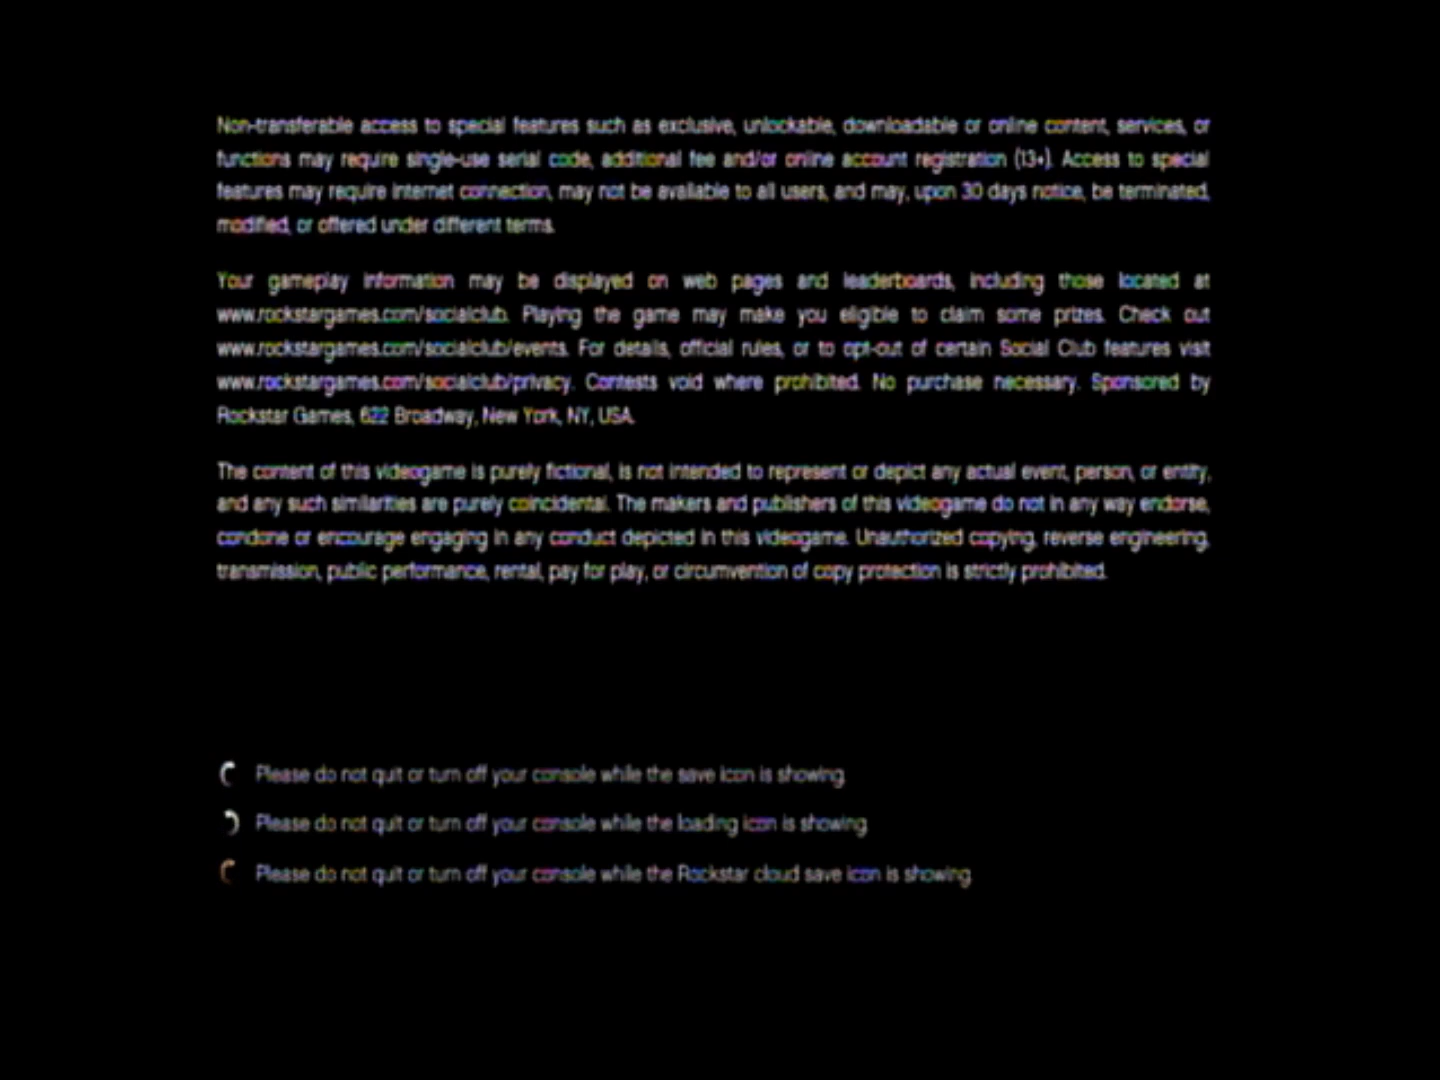 Non-transferable access to special features such as exclusive, unlockable, downloadable or online content, services, or
functions may require single-use serial code, additional fee and/or online account registration (13+). Access to special
features may require internet connection, may not be available to all users, and may, upon 30 days notice, be terminated,
modified, or offered under different terms.
Your gameplay information may be displayed on web pages and leaderboards, including those located at
www.rockstargames.com/socialclub. Playing the game may make you eligible to claim some prizes. Check out
www.rockstargames.com/socialclub/events. For details, official rules, or to opt-out of certain Social Club features visit
www.rockstargames.com/socialclub/privacy. Contests void where prohibited. No purchase necessary. Sponsored by
Rockstar Games, 622 Broadway, New York, NY, USA.
The content of this videogame is purely fictional, is not intended to represent or depict any actual event, person, or entity,
and any such similarities are purely coincidental. The makers and publishers of this videogame do not in any way endorse,
condone or encourage engaging in any conduct depicted in this videogame. Unauthorized copying, reverse engineering,
transmission, public performance, rental, pay for play, or circumvention of copy protection is strictly prohibited.
Please do not quit or turn off your console while the save icon is showing.
Please do not quit or turn off your console while the loading icon is showing.
Please do not quit or turn off your console while the Rockstar cloud save icon is showing.